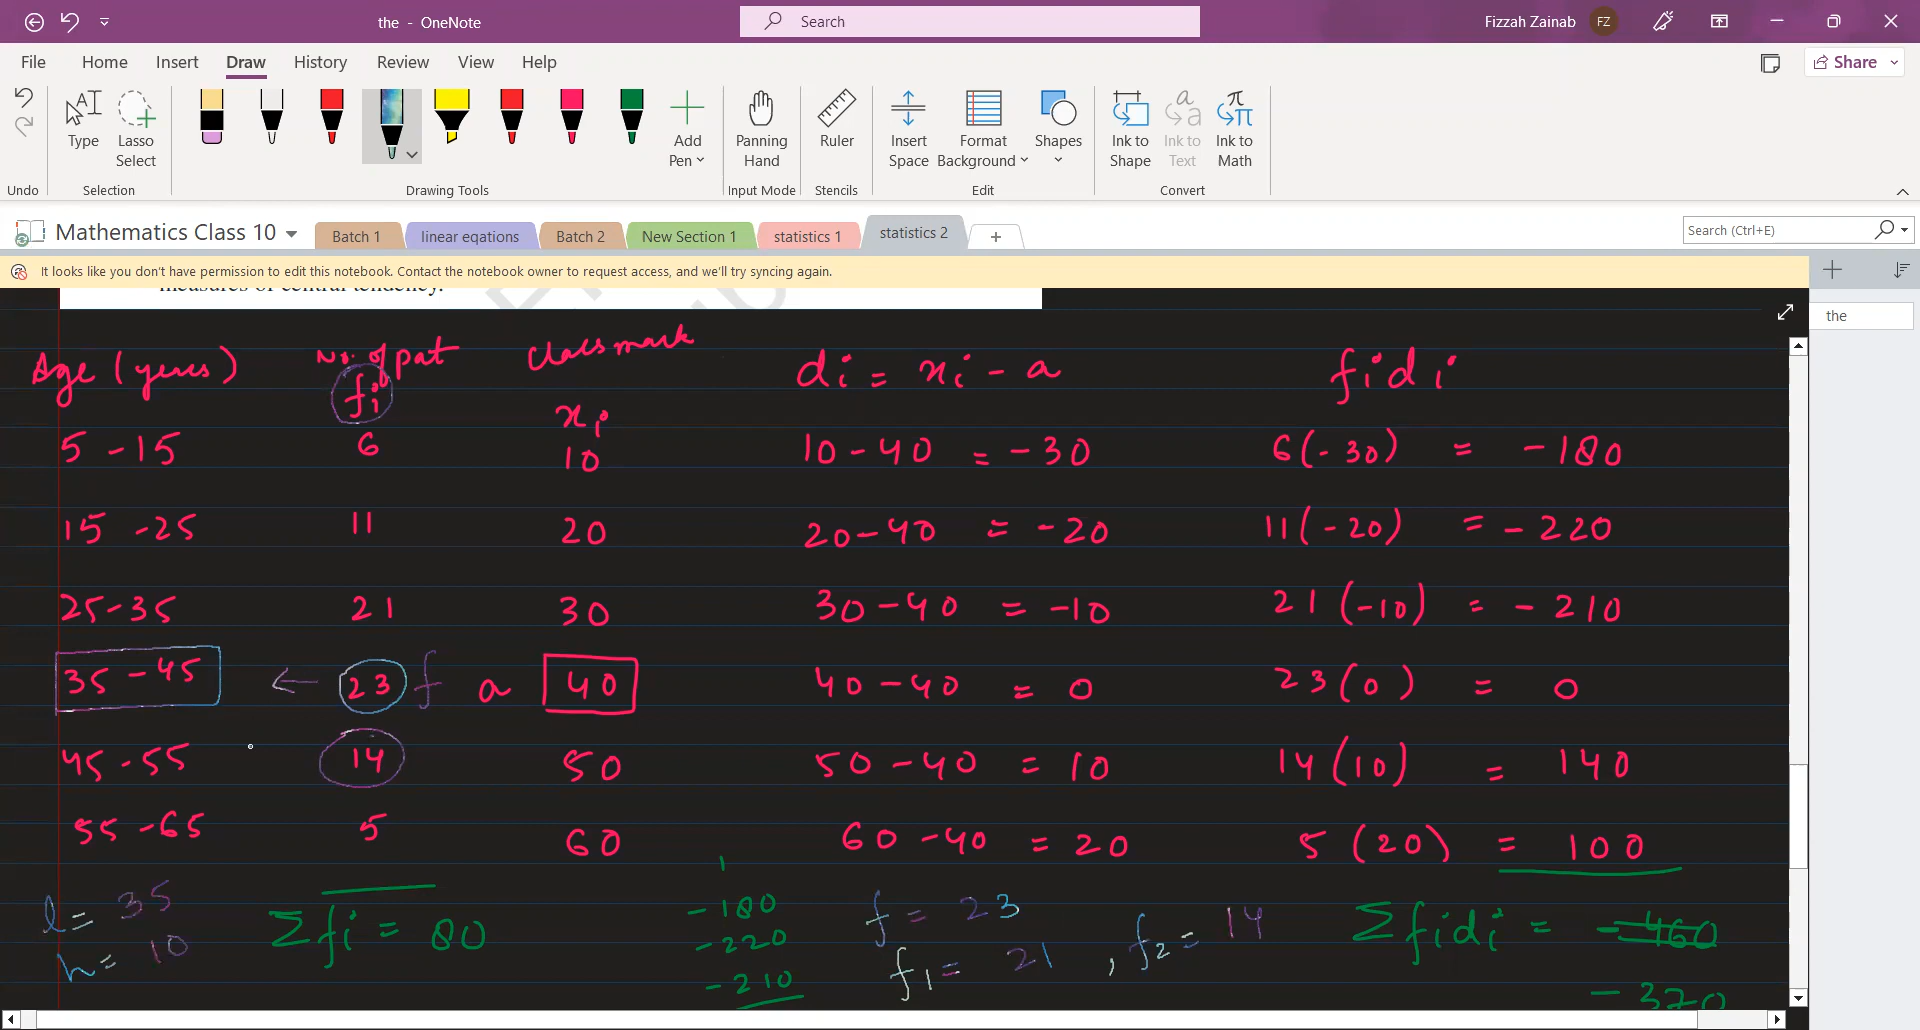 the - OneNote
Search
Fizzah Zainab
FZ
File Home Insert Draw History Review View Help
Share
Type
Lasso Select
Add Pen
Panning Hand
Ruler
Insert Space
Format Background
Shapes
Ink to Shape
Ink to Text
Ink to Math
Undo Selection Drawing Tools Input Mode Stencils Edit Convert
Mathematics Class 10 Batch 1 linear eqations Batch 2 New Section 1 statistics 1 statistics 2
Search (Ctrl+E)
It looks like you don't have permission to edit this notebook. Contact the notebook owner to request access, and we'll try syncing again.
the
measures of central tendency.
Age (years) No. of pat fi Class mark xi di = xi - a fidi
5 - 15 6 10 10 - 40 = -30 6(-30) = -180
15 - 25 11 20 20 - 40 = -20 11(-20) = -220
25 - 35 21 30 30 - 40 = -10 21(-10) = -210
35 - 45 ← 23 f a 40 40 - 40 = 0 23(0) = 0
45 - 55 14 50 50 - 40 = 10 14(10) = 140
55 - 65 5 60 60 - 40 = 20 5(20) = 100
l = 35
h = 10
Σfi = 80
1
-180
-220
-210
f = 23
f1 = 21, f2 = 14
Σfidi = -460
-370